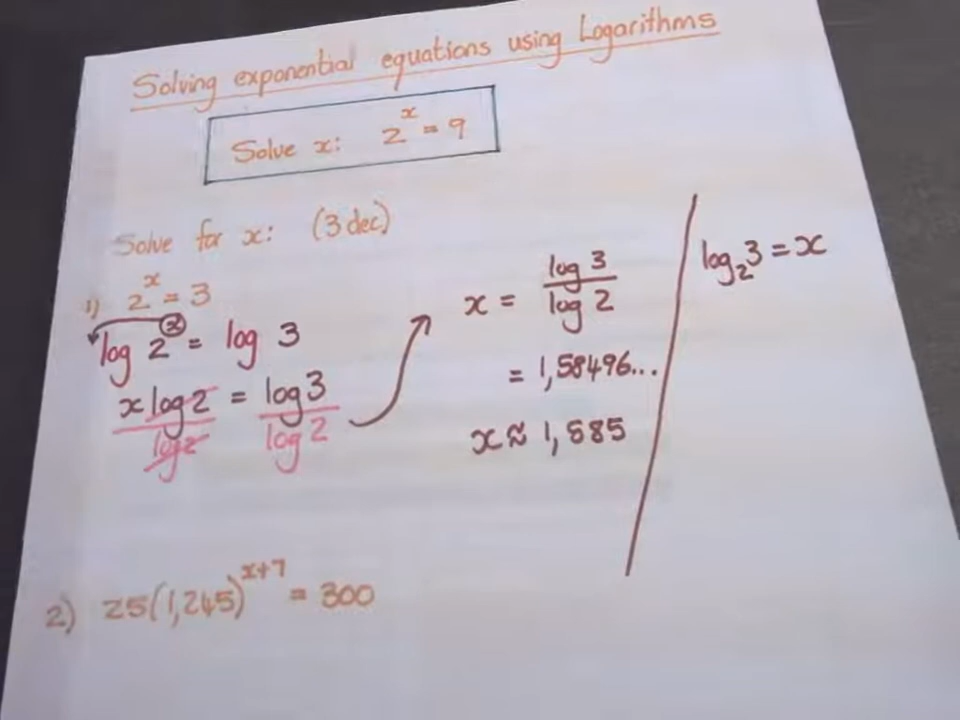 Solving exponential equations using Logarithms
Solve x: 2^x = 9
Solve for x: (3 dec)
1) 2^x = 3
log 2^x = log 3
x log 2 / log 2 = log 3 / log 2
x = log 3 / log 2
= 1,58496...
x ≈ 1,585
log₂3 = x
2) 25(1,245)^(x+7) = 300